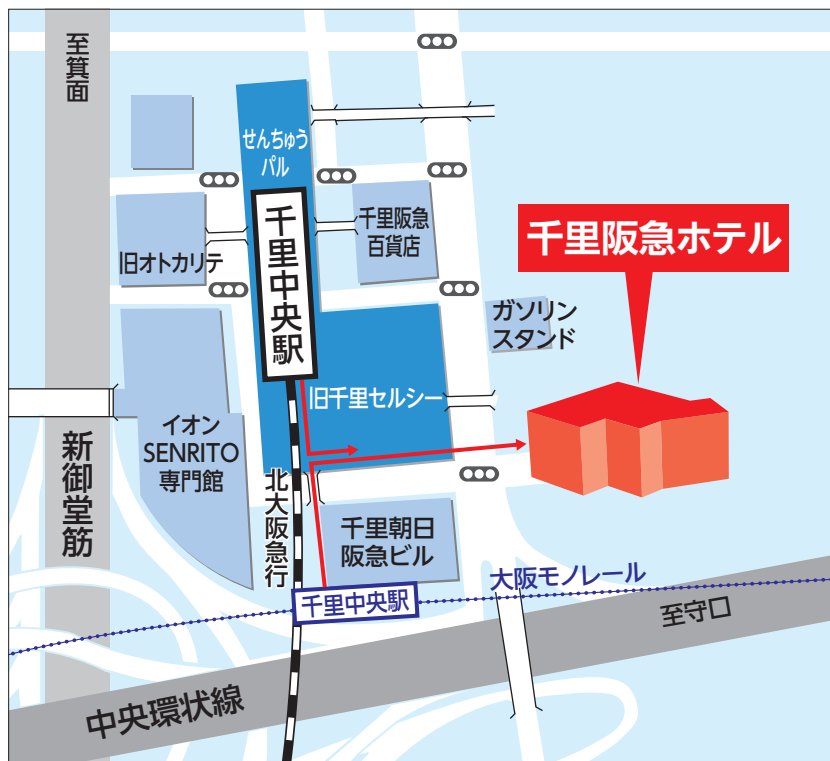 至箕面
せんちゅう
パル
千里中央駅
千里阪急
百貨店
旧オトカリテ
千里阪急ホテル
ガソリン
スタンド
旧千里セルシー
イオン
SENRITO
専門館
新御堂筋
北大阪急行
千里朝日
阪急ビル
千里中央駅
大阪モノレール
至守口
中央環状線